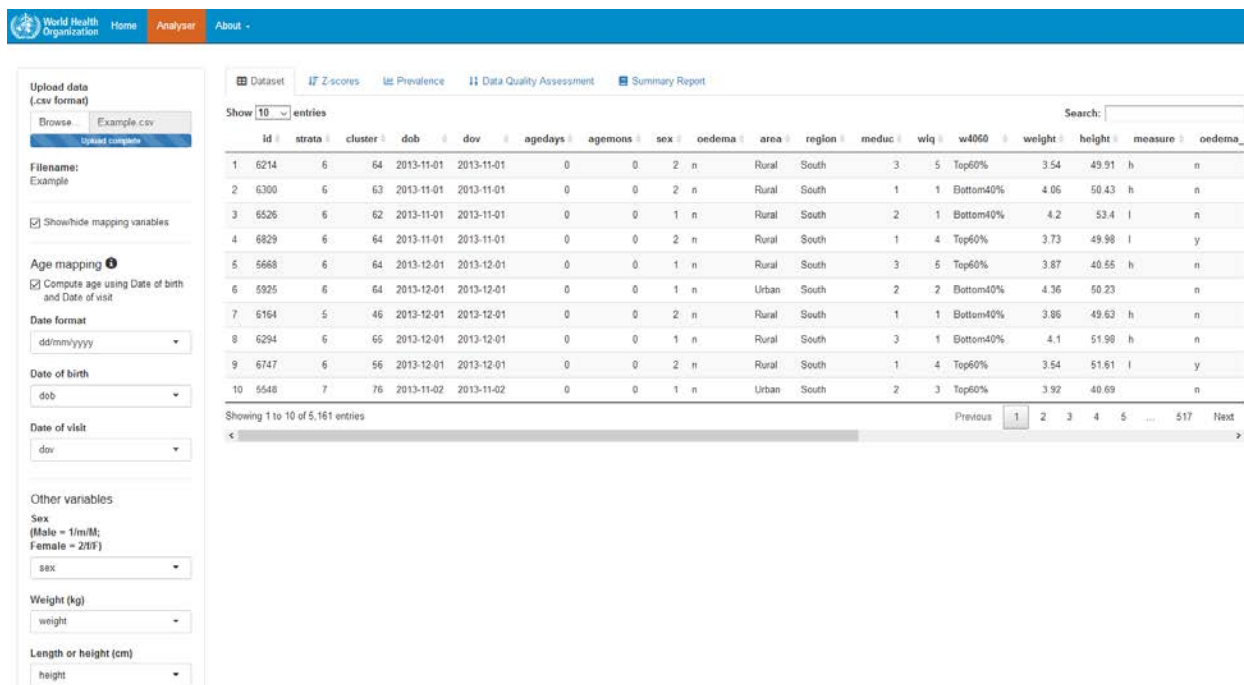 World Health
Organization
Home
Analyser
About
Upload data
(.csv format)
Browse... Example.csv
Upload complete
Filename:
Example
Show/hide mapping variables
Age mapping
Compute age using Date of birth
and Date of visit
Date format
dd/mm/yyyy
Date of birth
dob
Date of visit
dov
Other variables
Sex
(Male = 1/m/M;
Female = 2/f/F)
sex
Weight (kg)
weight
Length or height (cm)
height
Dataset Z-scores Prevalence Data Quality Assessment Summary Report
Show 10 entries Search:
id strata cluster dob dov agedays agemons sex oedema area region meduc wiq w4060 weight height measure oedema_
1 6214 6 64 2013-11-01 2013-11-01 0 0 2 n Rural South 3 5 Top60% 3.54 49.91 h n
2 6300 6 63 2013-11-01 2013-11-01 0 0 2 n Rural South 1 1 Bottom40% 4.06 50.43 h n
3 6526 6 62 2013-11-01 2013-11-01 0 0 1 n Rural South 2 1 Bottom40% 4.2 53.4 l n
4 6829 6 64 2013-11-01 2013-11-01 0 0 2 n Rural South 1 4 Top60% 3.73 49.98 l y
5 5668 6 64 2013-12-01 2013-12-01 0 0 1 n Rural South 3 5 Top60% 3.87 40.55 h n
6 5925 6 64 2013-12-01 2013-12-01 0 0 1 n Urban South 2 2 Bottom40% 4.36 50.23 n
7 6164 5 46 2013-12-01 2013-12-01 0 0 2 n Rural South 1 1 Bottom40% 3.86 49.63 h n
8 6294 6 65 2013-12-01 2013-12-01 0 0 1 n Rural South 3 1 Bottom40% 4.1 51.98 h n
9 6747 6 56 2013-12-01 2013-12-01 0 0 2 n Rural South 1 4 Top60% 3.54 51.61 l y
10 5548 7 76 2013-11-02 2013-11-02 0 0 1 n Urban South 2 3 Top60% 3.92 40.69 n
Showing 1 to 10 of 5,161 entries Previous 1 2 3 4 5 ... 517 Next